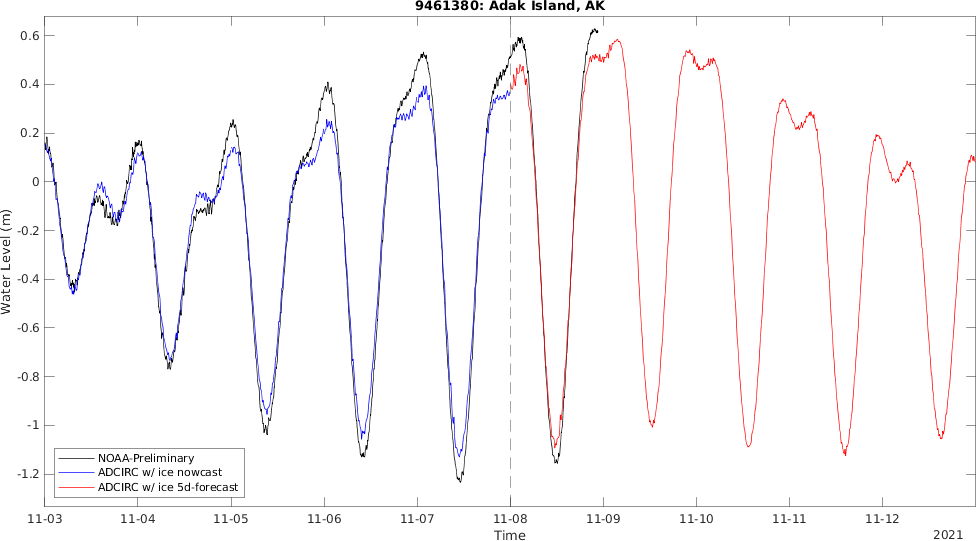 9461380: Adak Island, AK
Water Level (m)
0.6
0.4
0.2
0
-0.2
-0.4
-0.6
-0.8
-1
-1.2
NOAA-Preliminary
ADCIRC w/ ice nowcast
ADCIRC w/ ice 5d-forecast
11-03 11-04 11-05 11-06 11-07 11-08 11-09 11-10 11-11 11-12
Time
2021